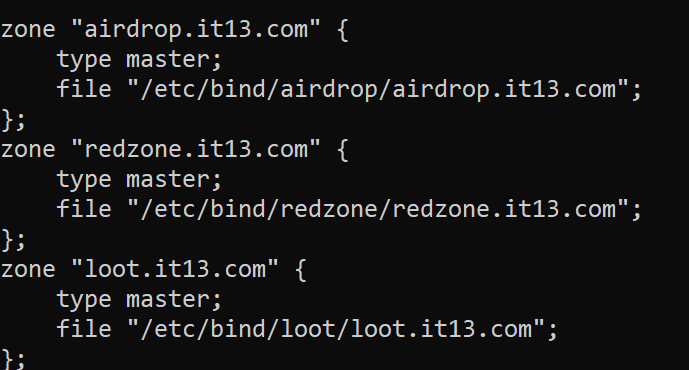 zone "airdrop.it13.com" {
    type master;
    file "/etc/bind/airdrop/airdrop.it13.com";
};
zone "redzone.it13.com" {
    type master;
    file "/etc/bind/redzone/redzone.it13.com";
};
zone "loot.it13.com" {
    type master;
    file "/etc/bind/loot/loot.it13.com";
};